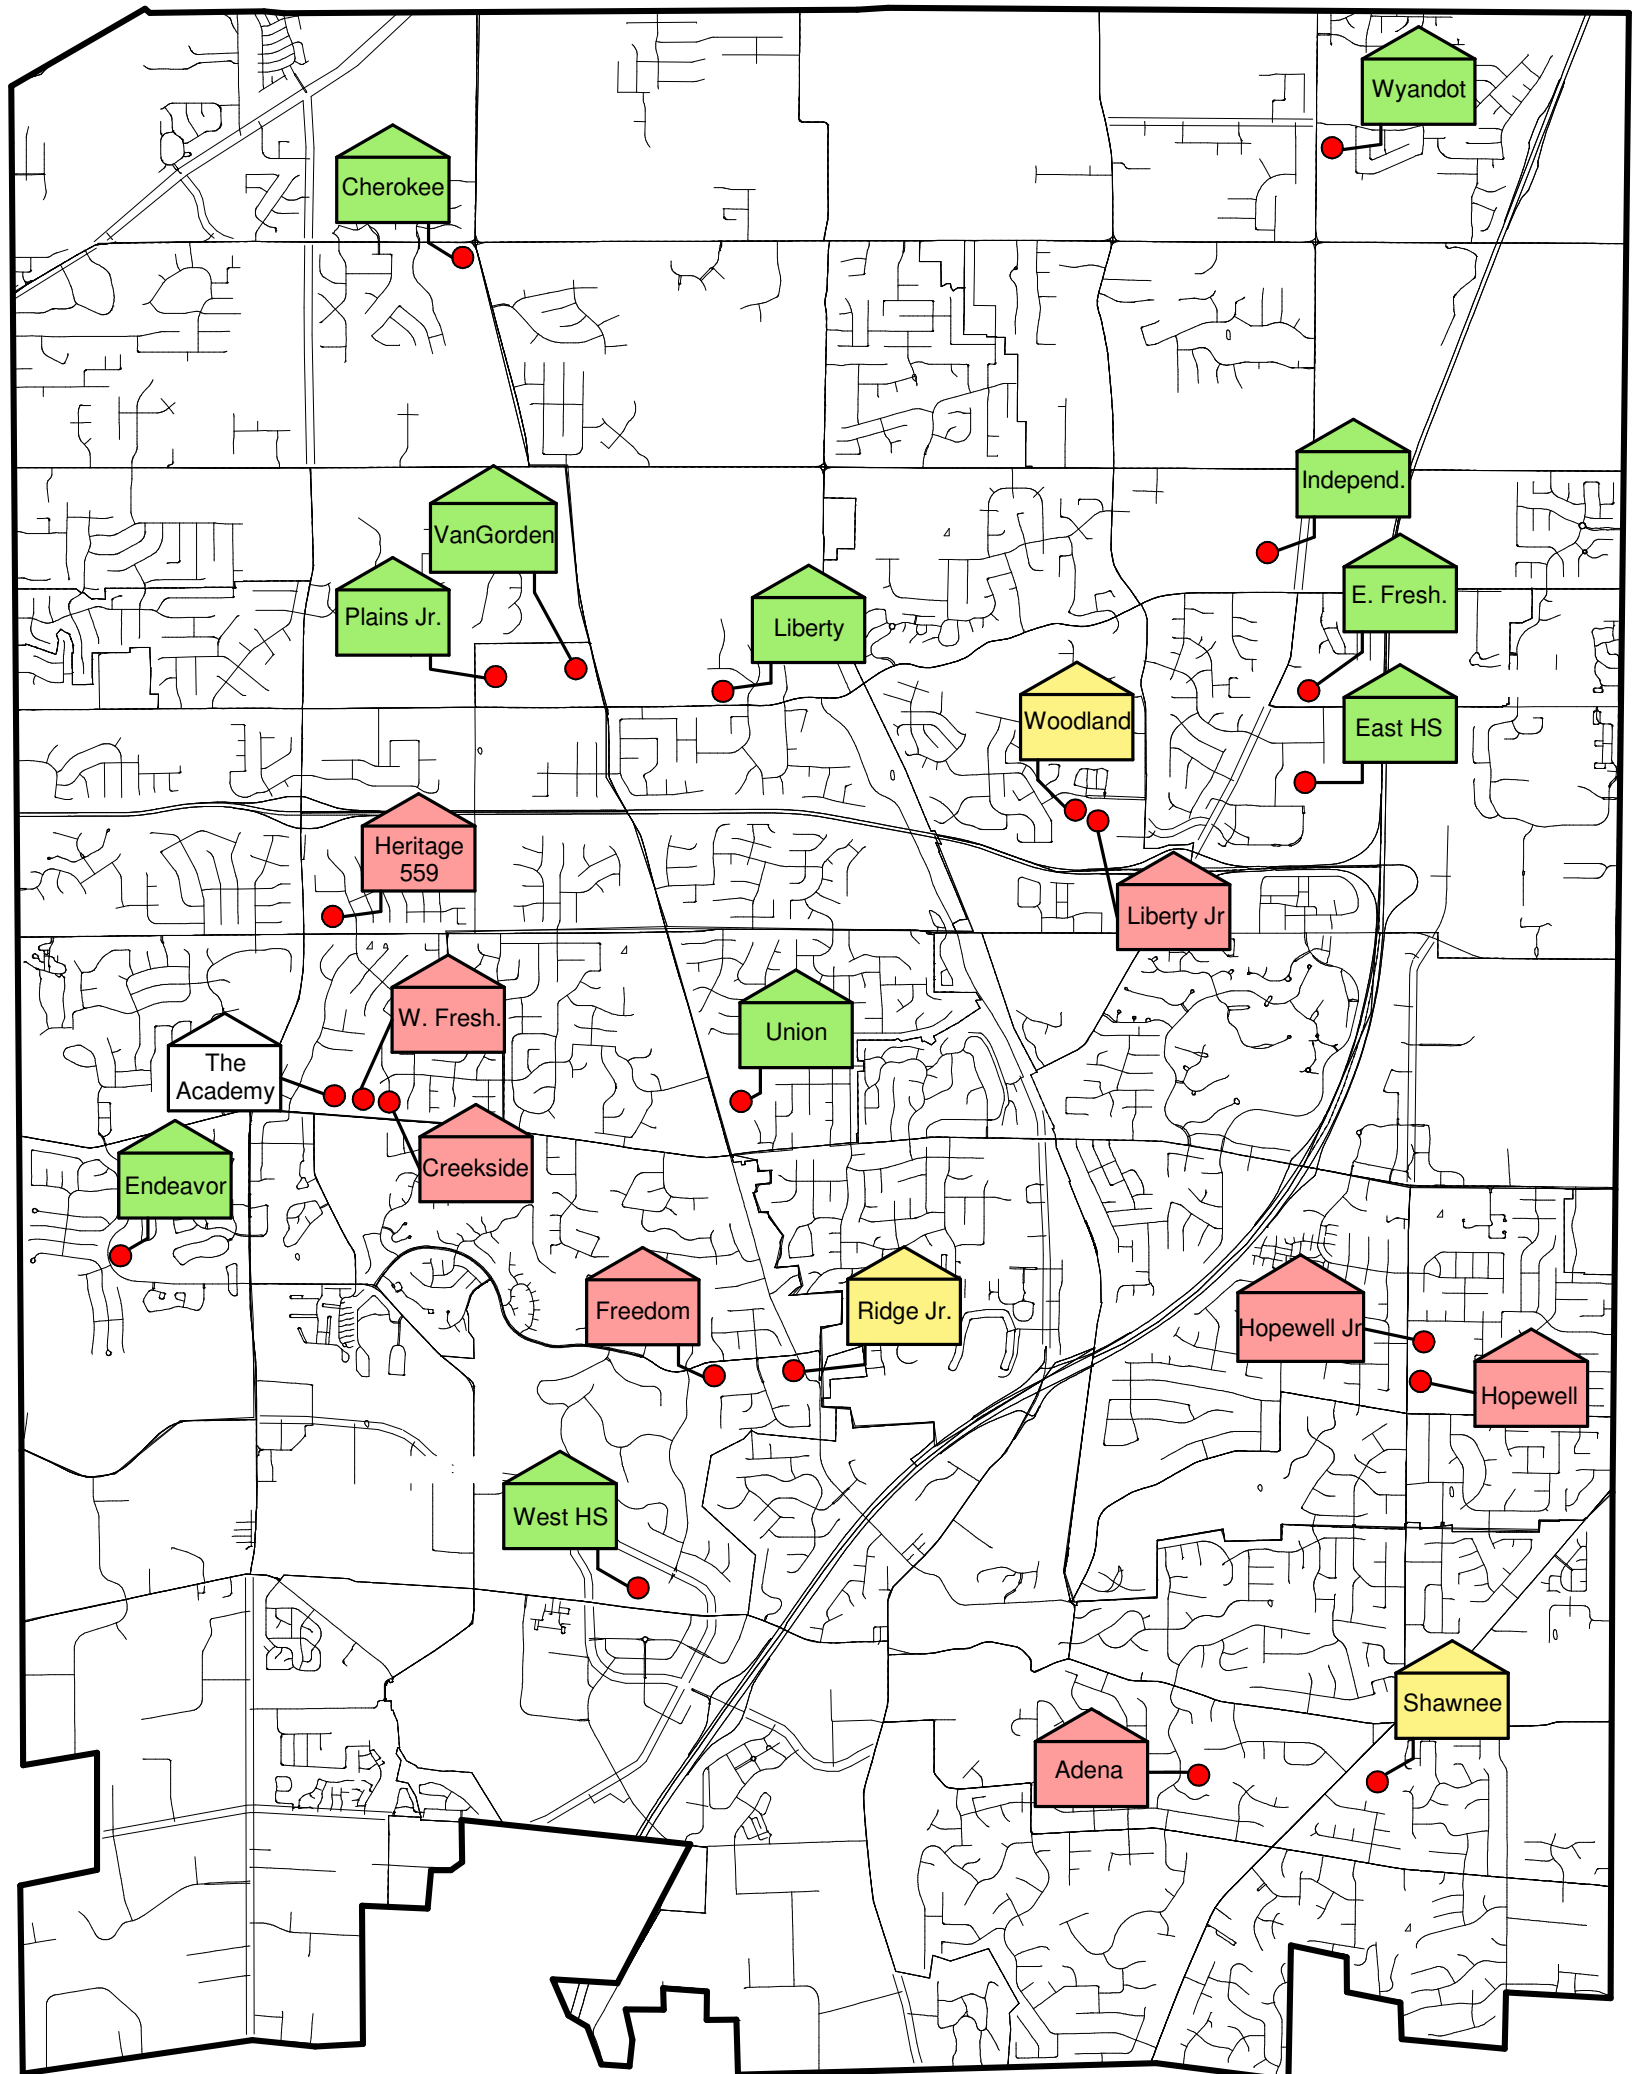 Wyandot
Cherokee
Independ.
VanGorden
E. Fresh.
Plains Jr.
Liberty
Woodland
East HS
Heritage
559
Liberty Jr
W. Fresh.
Union
The
Academy
Creekside
Endeavor
Freedom
Ridge Jr.
Hopewell Jr
Hopewell
West HS
Shawnee
Adena